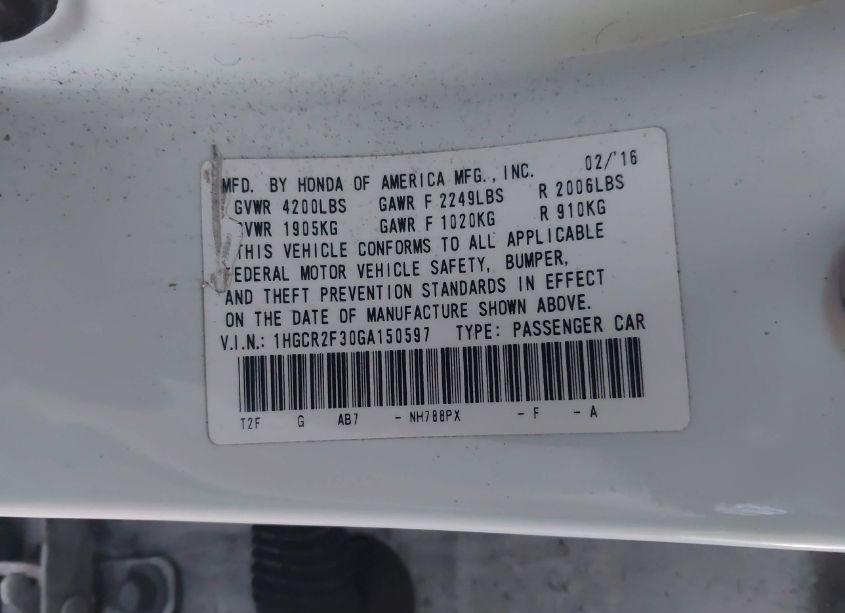 02/'16
MFD. BY HONDA OF AMERICA MFG., INC.
GVWR 4200LBS GAWR F 2249LBS R 2006LBS
GVWR 1905KG GAWR F 1020KG R 910KG
THIS VEHICLE CONFORMS TO ALL APPLICABLE
FEDERAL MOTOR VEHICLE SAFETY, BUMPER,
AND THEFT PREVENTION STANDARDS IN EFFECT
ON THE DATE OF MANUFACTURE SHOWN ABOVE.
V.I.N.: 1HGCR2F30GA150597 TYPE: PASSENGER CAR
T2F G AB7 - NH788PX - F - A